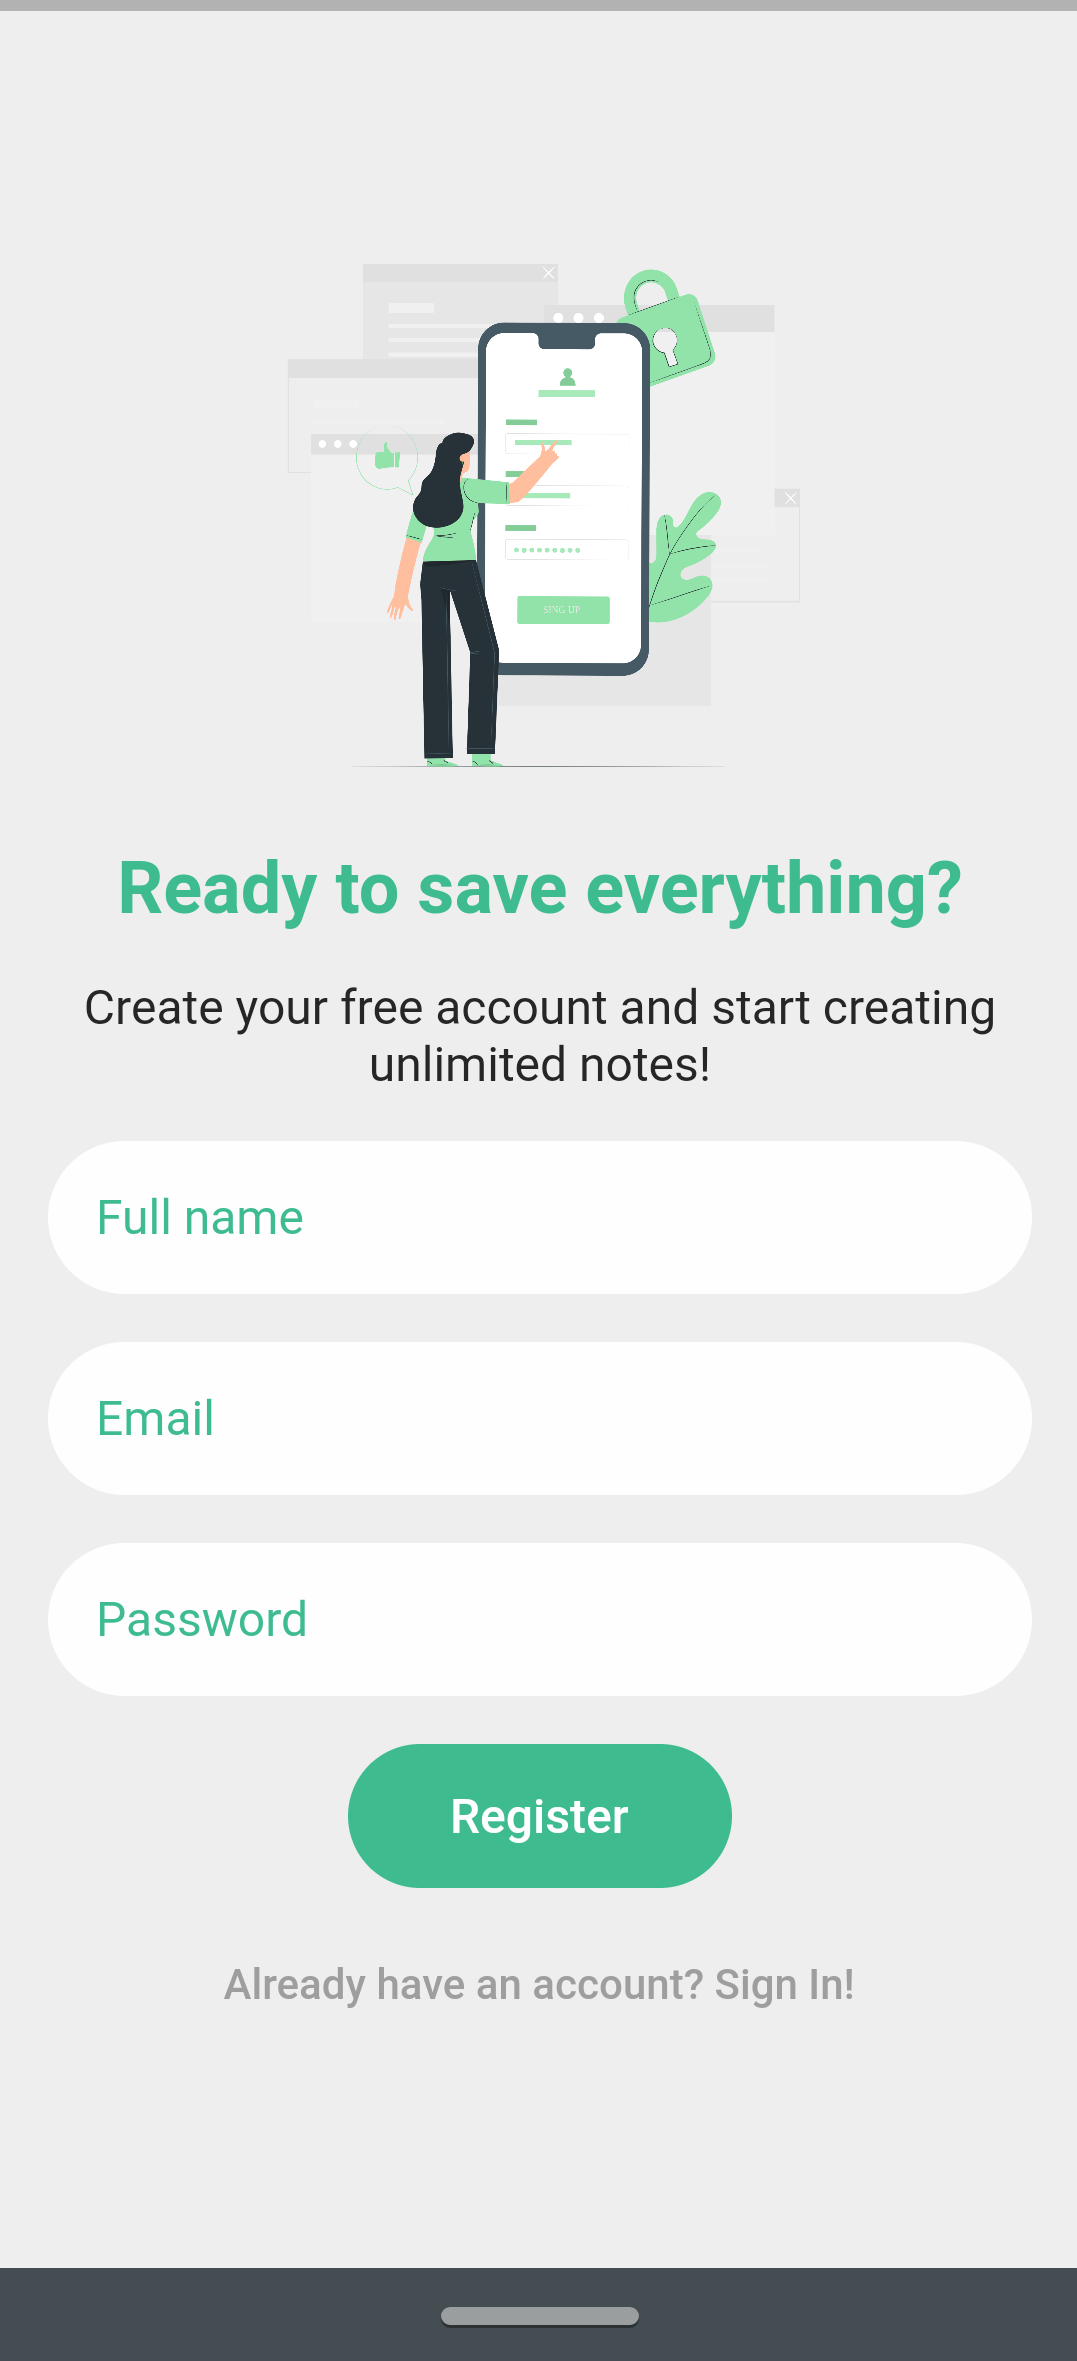 SING UP
Ready to save everything?
Create your free account and start creating
unlimited notes!
Full name
Email
Password
Register
Already have an account? Sign In!